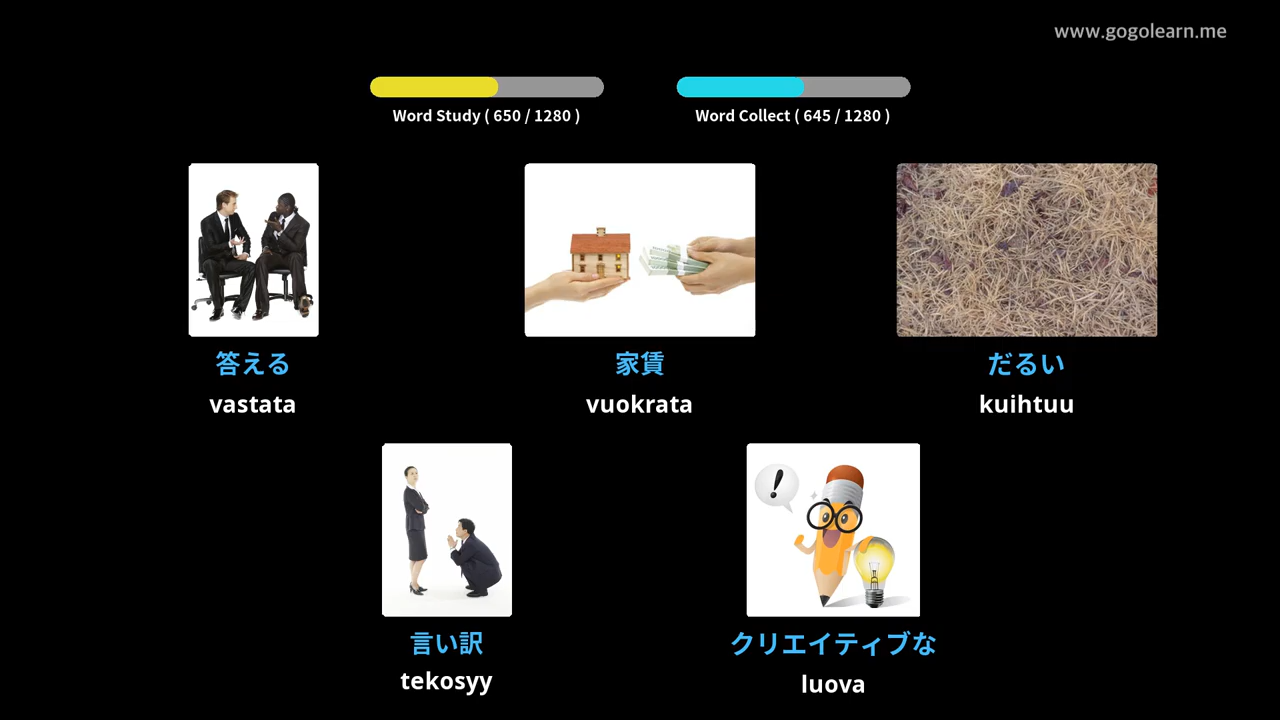 www.gogolearn.me
Word Study ( 650 / 1280 )
Word Collect ( 645 / 1280 )
答える
家賃
だるい
vastata
vuokrata
kuihtuu
!
言い訳
クリエイティブな
tekosyy
luova